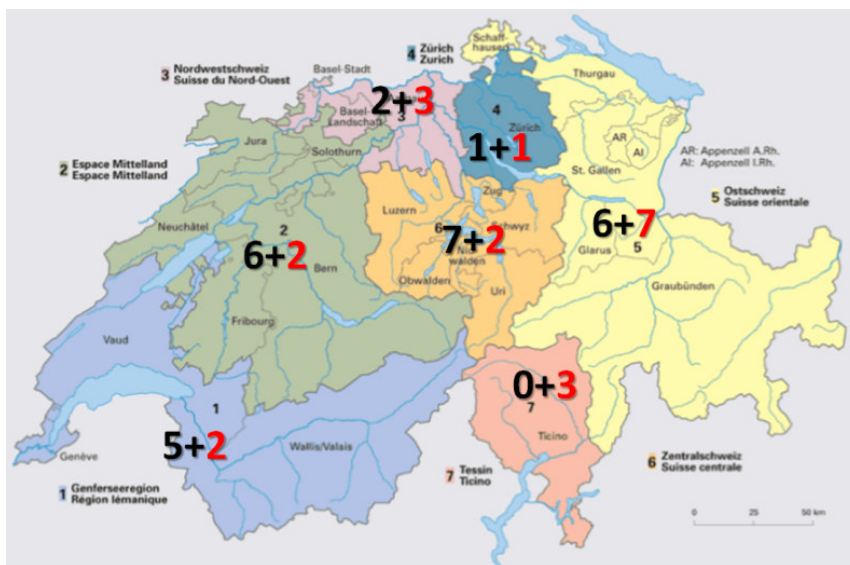 Schaff-
hausen
4 Zürich
Zurich
3 Nordwestschweiz
Suisse du Nord-Ouest
Basel-Stadt
Thurgau
2+3
Basel-
Landschaft
3
4
Zürich
1+1
AR
AI
AR: Appenzell A.Rh.
AI: Appenzell I.Rh.
Jura
Solothurn
2 Espace Mittelland
Espace Mittelland
St. Gallen
Zug
5 Ostschweiz
Suisse orientale
Luzern
Neuchâtel
2
6
Schwyz
6+7
6+2
7+2
Glarus
5
Bern
walden
Obwalden
Uri
Graubünden
Fribourg
Vaud
0+3
7
1
Ticino
5+2
Wallis/Valais
Genève
6 Zentralschweiz
Suisse centrale
7 Tessin
Ticino
1 Genferseeregion
Région lémanique
0 25 50 km